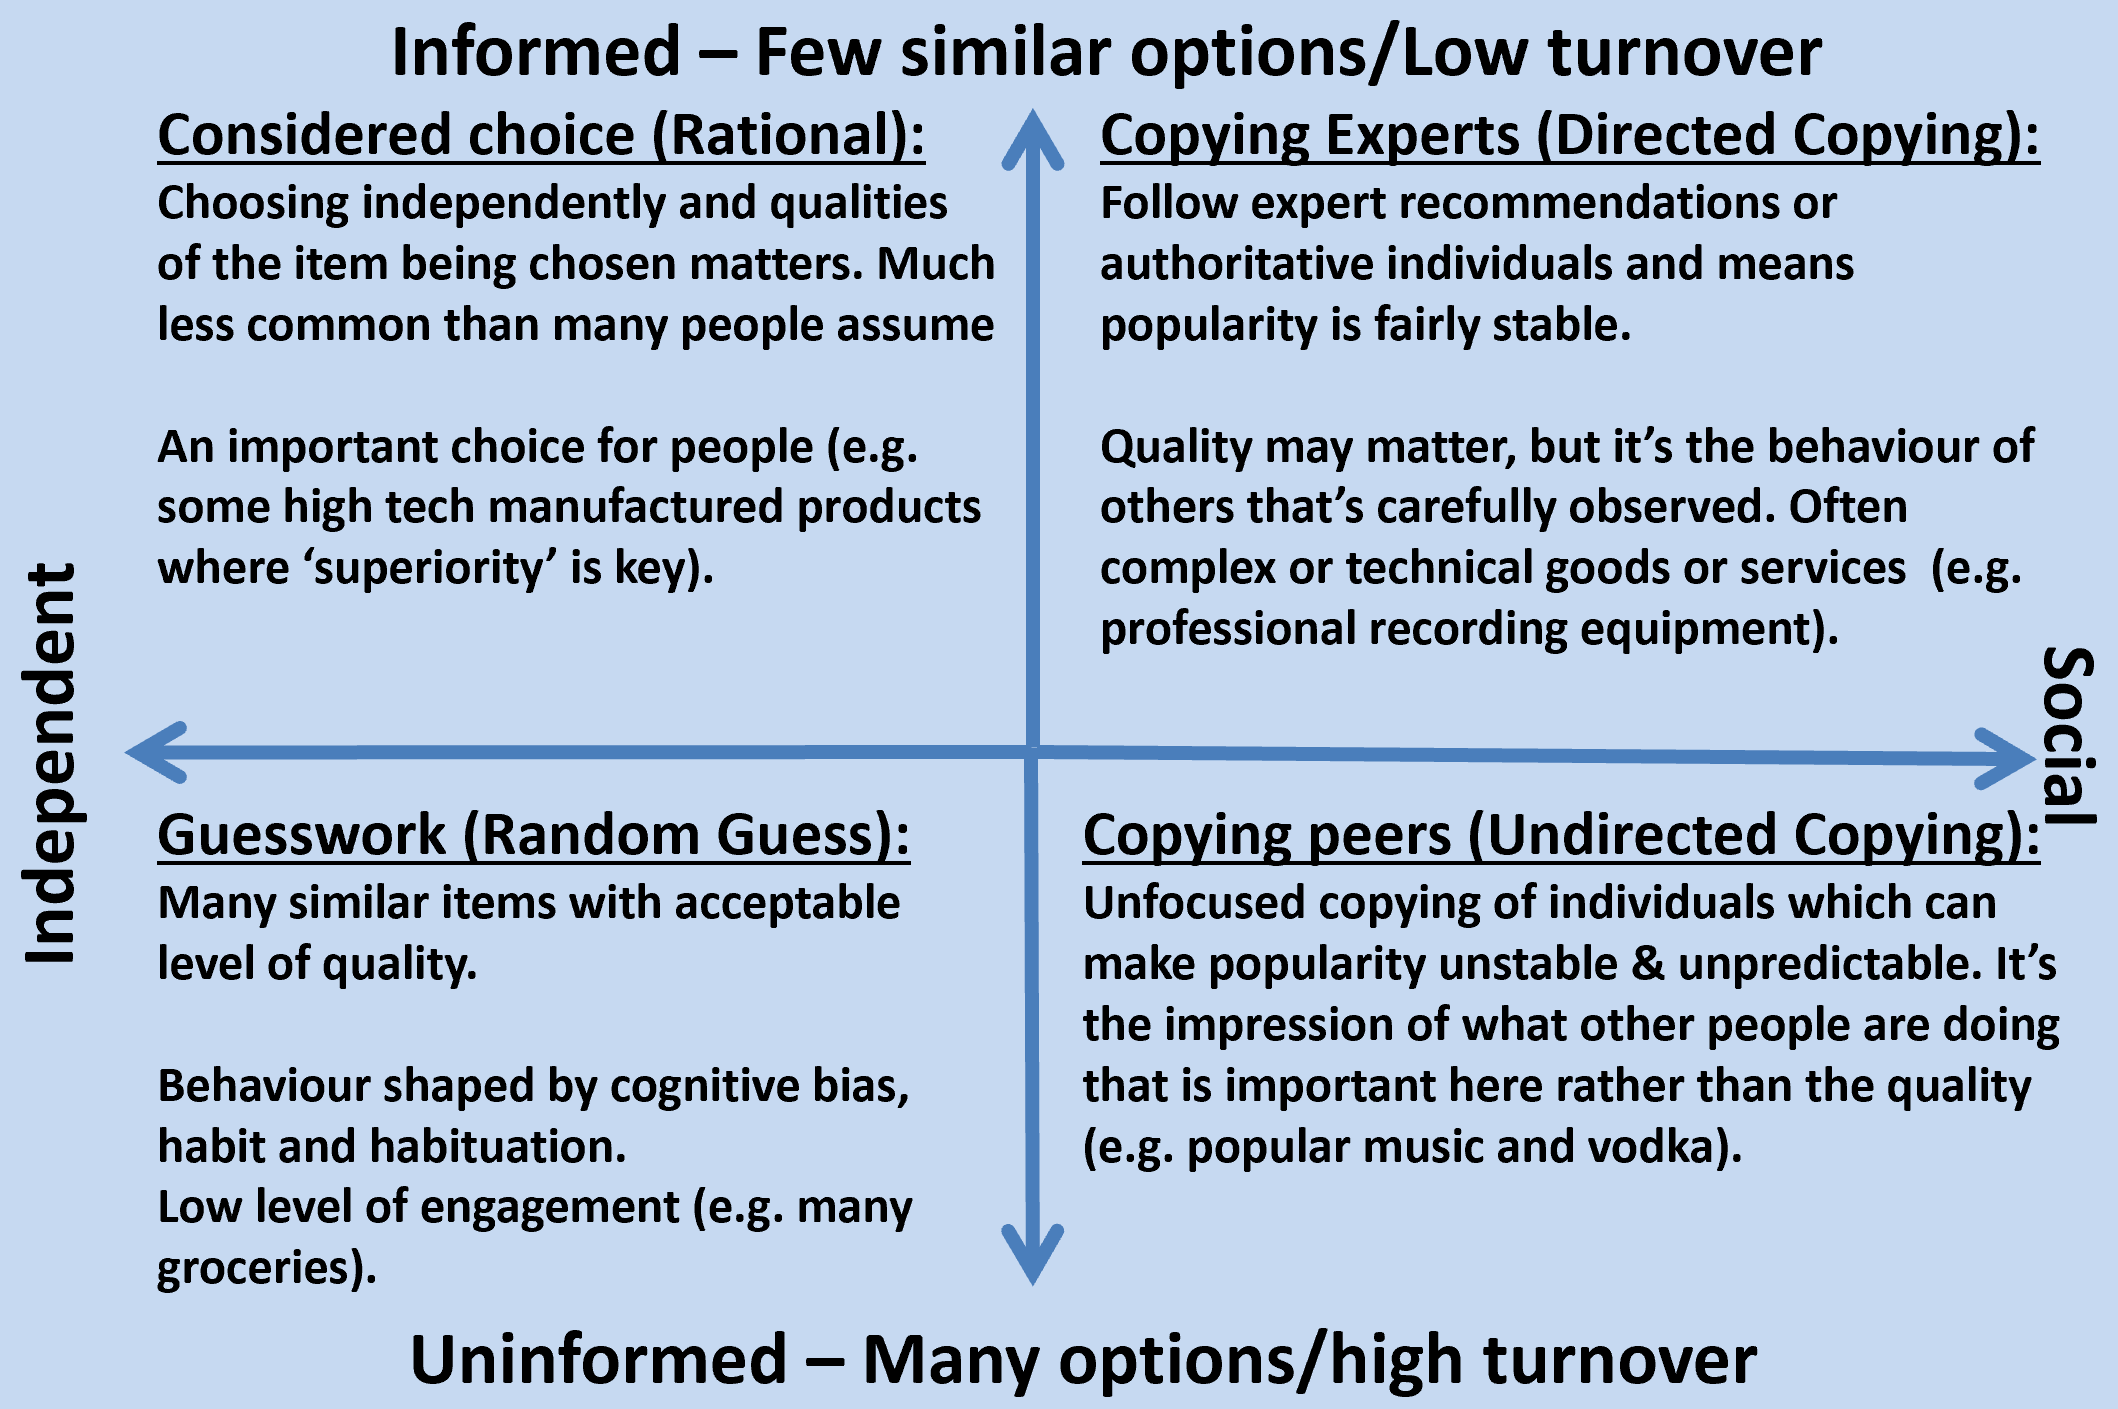 Informed – Few similar options/Low turnover
Considered choice (Rational):
Choosing independently and qualities
of the item being chosen matters. Much
less common than many people assume
An important choice for people (e.g.
some high tech manufactured products
where ‘superiority’ is key).
Copying Experts (Directed Copying):
Follow expert recommendations or
authoritative individuals and means
popularity is fairly stable.
Quality may matter, but it’s the behaviour of
others that’s carefully observed. Often
complex or technical goods or services  (e.g.
professional recording equipment).
Independent
Social
Guesswork (Random Guess):
Many similar items with acceptable
level of quality.
Behaviour shaped by cognitive bias,
habit and habituation.
Low level of engagement (e.g. many
groceries).
Copying peers (Undirected Copying):
Unfocused copying of individuals which can
make popularity unstable & unpredictable. It’s
the impression of what other people are doing
that is important here rather than the quality
(e.g. popular music and vodka).
Uninformed – Many options/high turnover